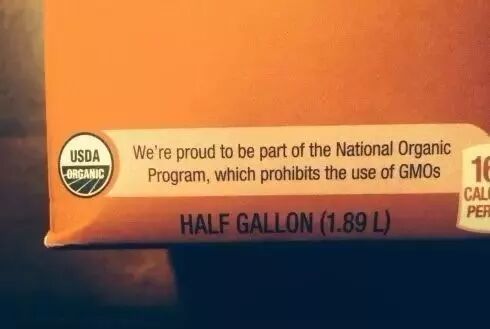 USDA
ORGANIC
We're proud to be part of the National Organic
Program, which prohibits the use of GMOs
HALF GALLON (1.89 L)